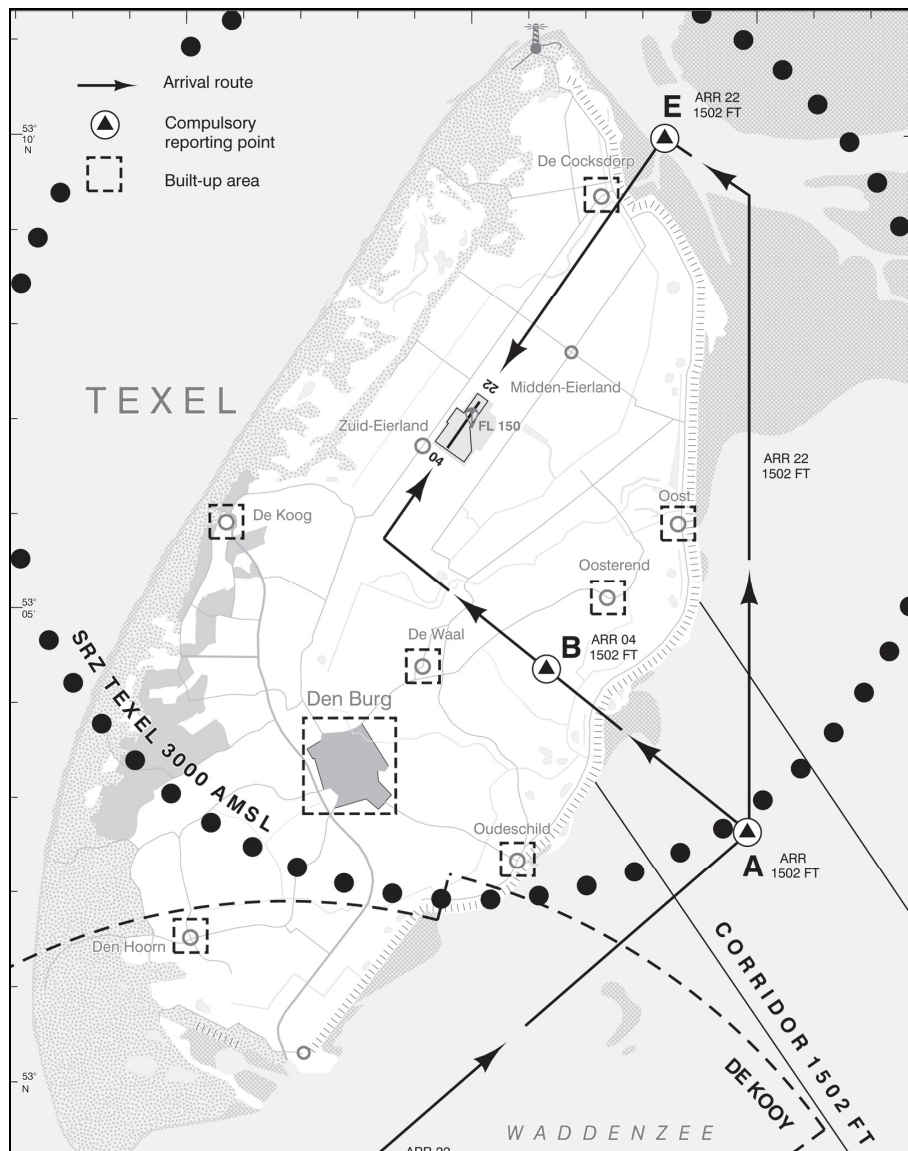 Arrival route
Compulsory
reporting point
Built-up area
53°
10'
N
E
ARR 22
1502 FT
De Cocksdorp
TEXEL
22
Midden-Eierland
Zuid-Eierland
FL 150
04
ARR 22
1502 FT
De Koog
Oost
Oosterend
53°
05'
De Waal
B
ARR 04
1502 FT
Den Burg
SRZ TEXEL 3000 AMSL
Oudeschild
A
ARR
1502 FT
Den Hoorn
CORRIDOR 1502 FT
DE KOOY
53°
N
WADDENZEE